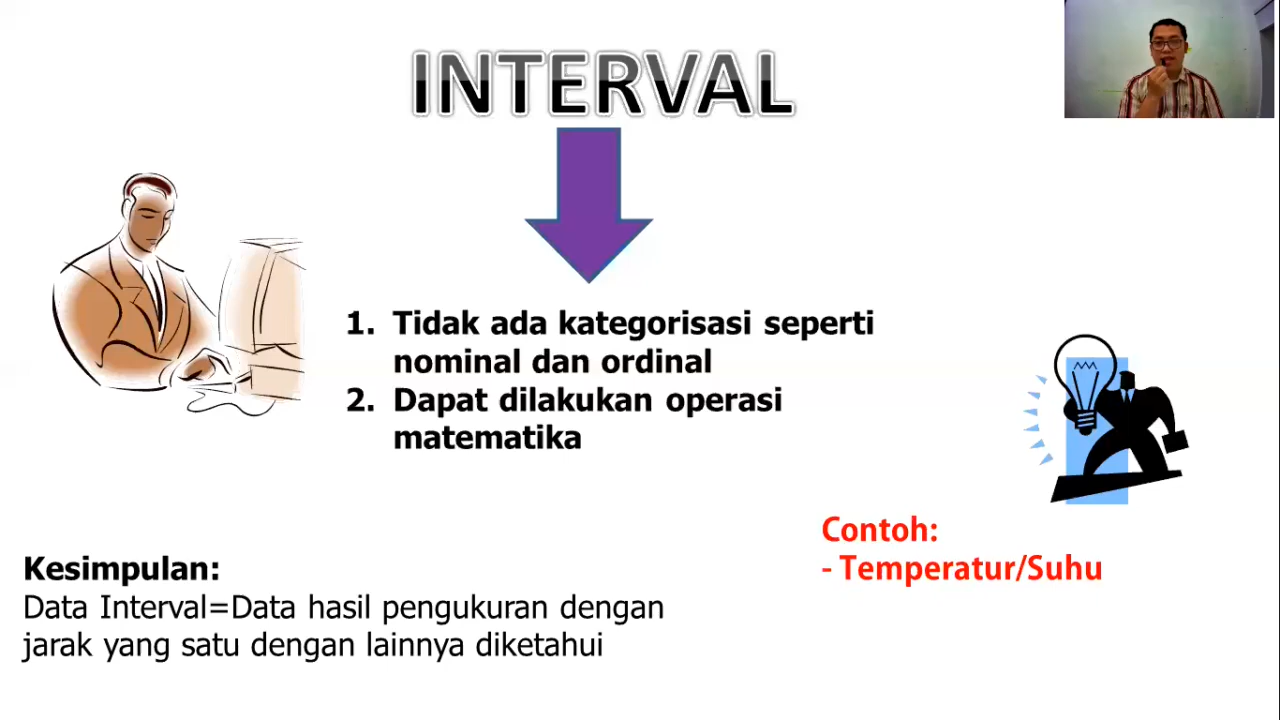 INTERVAL
1. Tidak ada kategorisasi seperti
nominal dan ordinal
2. Dapat dilakukan operasi
matematika
Contoh:
- Temperatur/Suhu
Kesimpulan:
Data Interval=Data hasil pengukuran dengan
jarak yang satu dengan lainnya diketahui